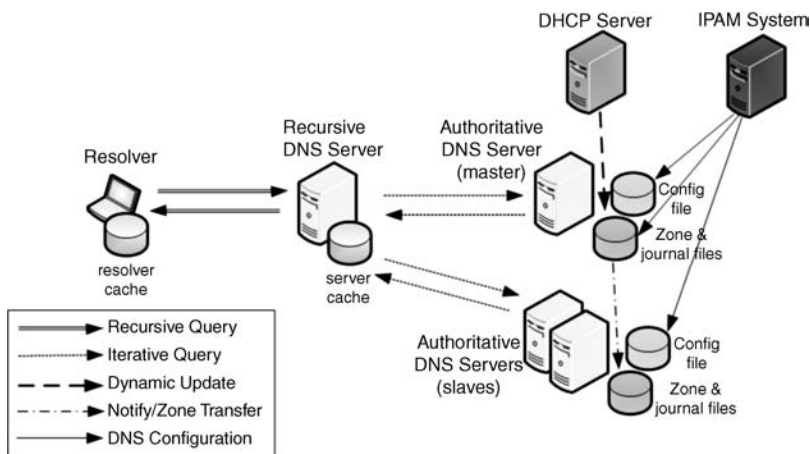 DHCP Server
IPAM System
Recursive
DNS Server
Authoritative
DNS Server
(master)
Resolver
Config
file
Zone &
journal files
resolver
cache
server
cache
Authoritative
DNS Servers
(slaves)
Config
file
Zone &
journal files
Recursive Query
Iterative Query
Dynamic Update
Notify/Zone Transfer
DNS Configuration